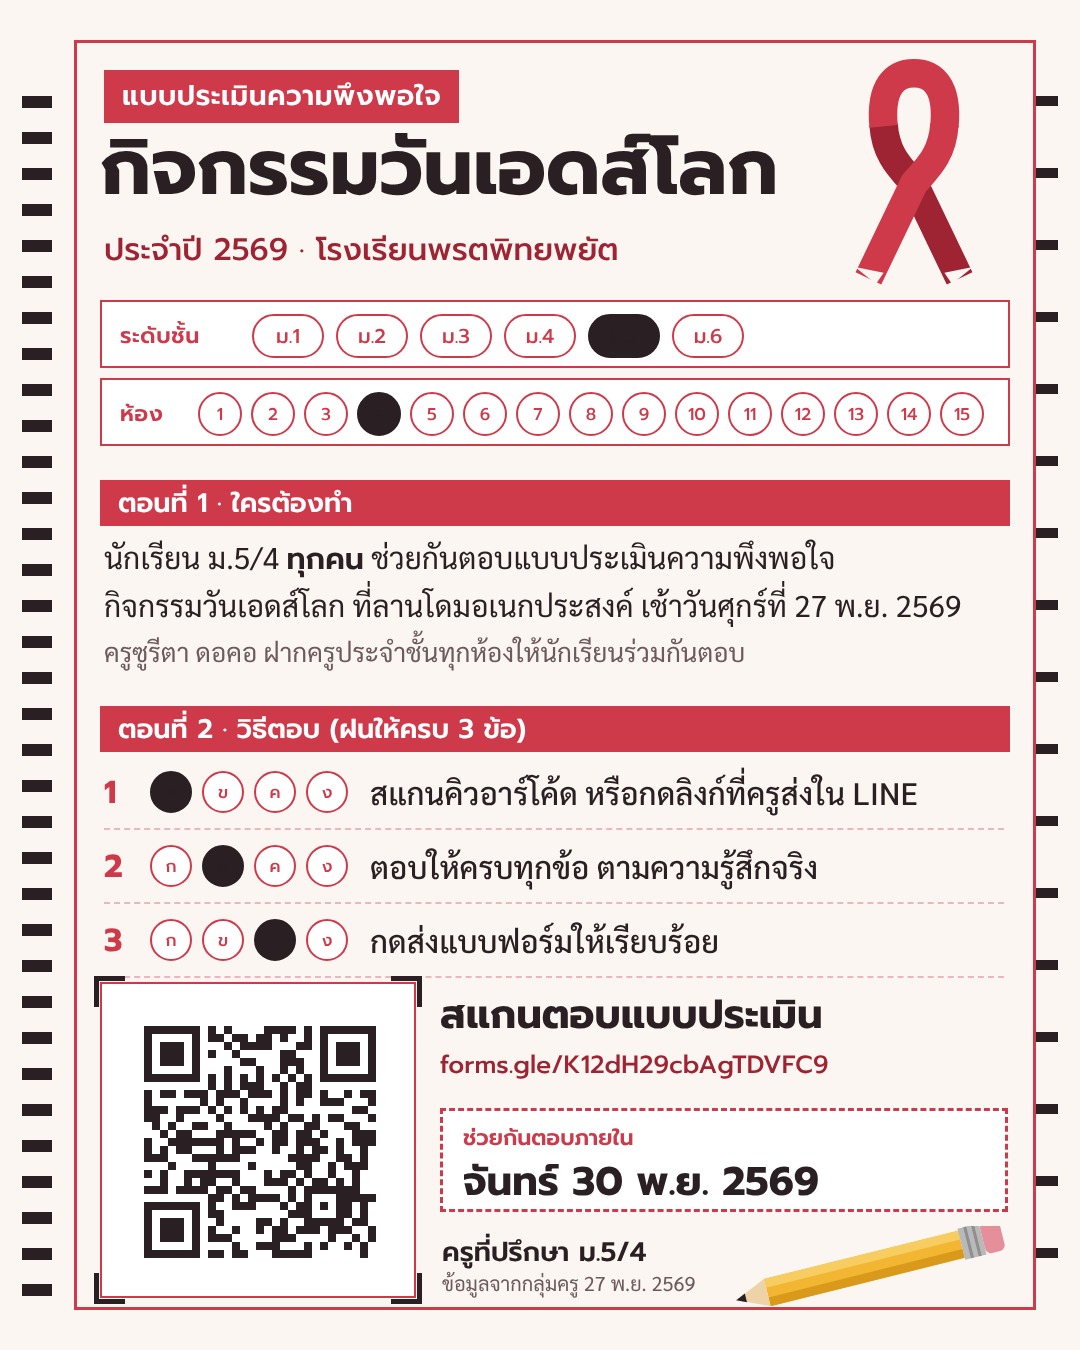 แบบประเมินความพึงพอใจ
กิจกรรมวันเอดส์โลก
ประจำปี 2569 · โรงเรียนพรตพิทยพยัต
ระดับชั้น ม.1 ม.2 ม.3 ม.4 ม.6
ห้อง 1 2 3 5 6 7 8 9 10 11 12 13 14 15
ตอนที่ 1 · ใครต้องทำ
นักเรียน ม.5/4 ทุกคน ช่วยกันตอบแบบประเมินความพึงพอใจ
กิจกรรมวันเอดส์โลก ที่ลานโดมอเนกประสงค์ เช้าวันศุกร์ที่ 27 พ.ย. 2569
ครูซูรีตา ดอคอ ฝากครูประจำชั้นทุกห้องให้นักเรียนร่วมกันตอบ
ตอนที่ 2 · วิธีตอบ (ฝนให้ครบ 3 ข้อ)
1 ข ค ง สแกนคิวอาร์โค้ด หรือกดลิงก์ที่ครูส่งใน LINE
2 ก ค ง ตอบให้ครบทุกข้อ ตามความรู้สึกจริง
3 ก ข ง กดส่งแบบฟอร์มให้เรียบร้อย
สแกนตอบแบบประเมิน
forms.gle/K12dH29cbAgTDVFC9
ช่วยกันตอบภายใน
จันทร์ 30 พ.ย. 2569
ครูที่ปรึกษา ม.5/4
ข้อมูลจากกลุ่มครู 27 พ.ย. 2569